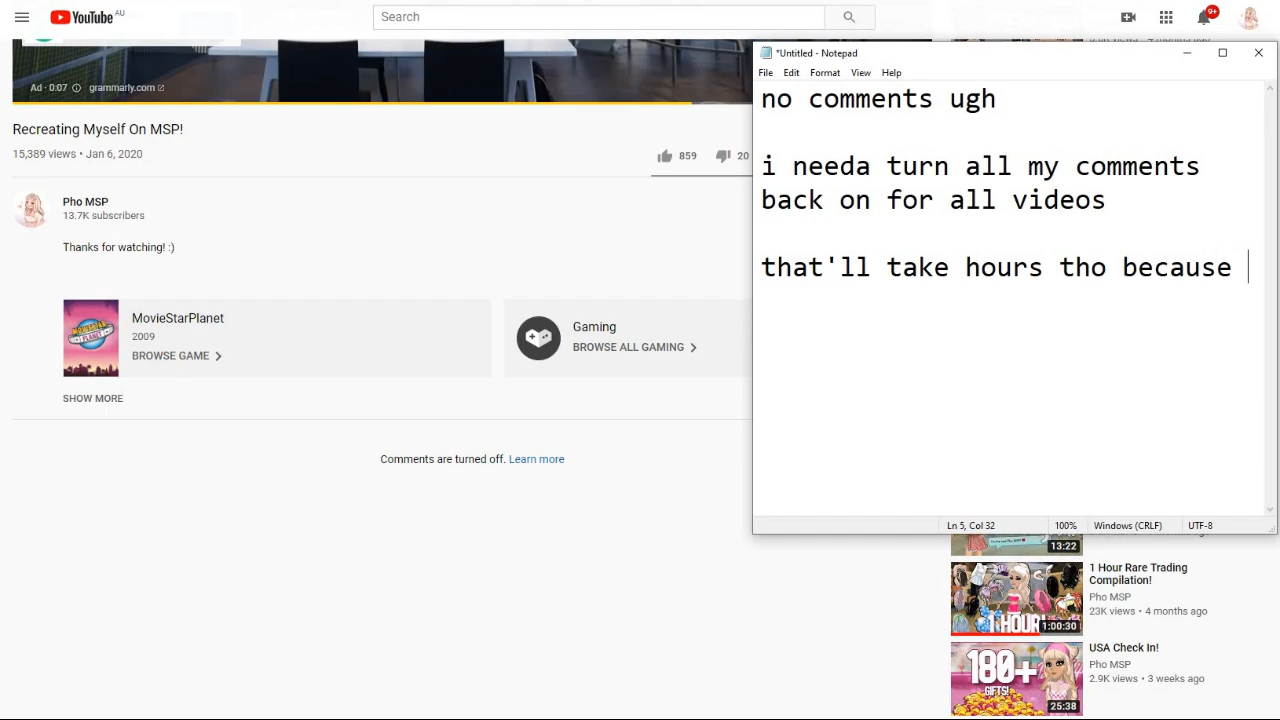 YouTube AU
Search
9+
Ad · 0:07 grammarly.com
Recreating Myself On MSP!
15,389 views • Jan 6, 2020
859 20
Pho MSP
13.7K subscribers
Thanks for watching! :)
MovieStarPlanet
2009
BROWSE GAME
Gaming
BROWSE ALL GAMING
SHOW MORE
Comments are turned off. Learn more
*Untitled - Notepad
File Edit Format View Help
no comments ugh
i needa turn all my comments
back on for all videos
that'll take hours tho because
Ln 5, Col 32 100% Windows (CRLF) UTF-8
13:22
1 Hour Rare Trading
Compilation!
Pho MSP
23K views • 4 months ago
1 HOUR
1:00:30
USA Check In!
Pho MSP
2.9K views • 3 weeks ago
180+
GIFTS!
25:38